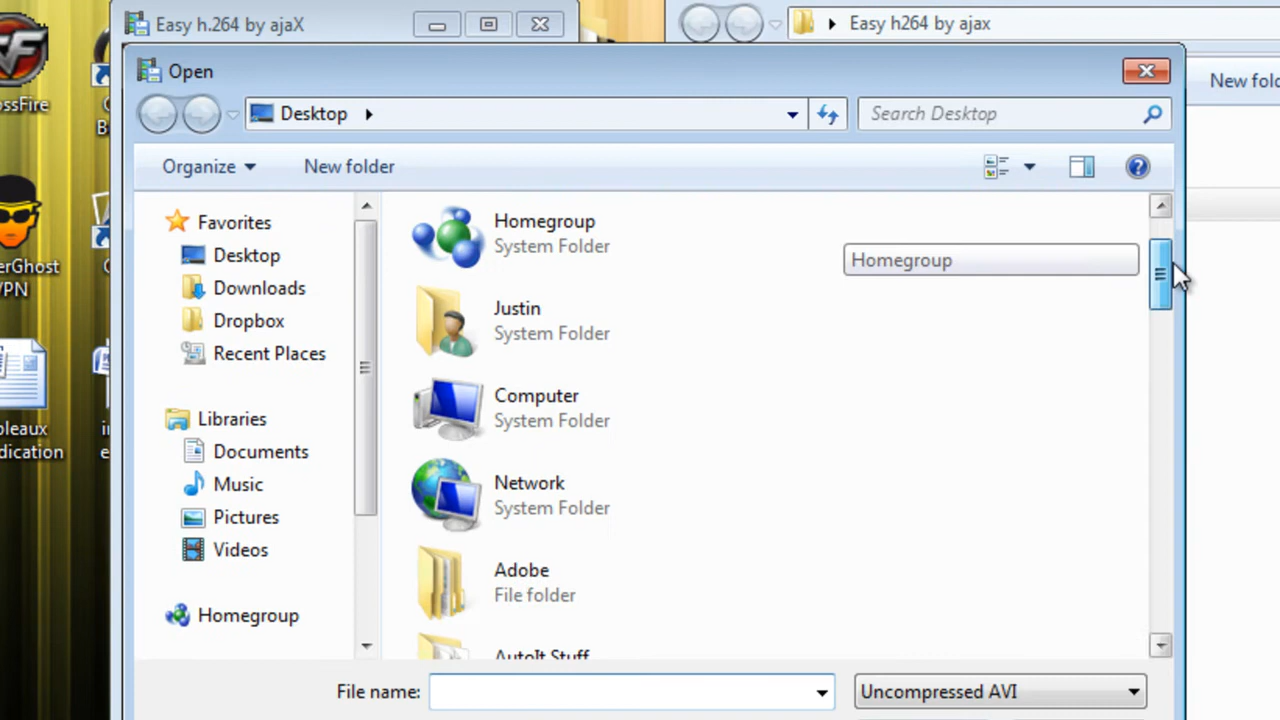 Easy h.264 by ajaX
Easy h264 by ajax
Open
New fold
ossFire
Desktop
Search Desktop
Organize
New folder
Favorites
Desktop
Downloads
Dropbox
Recent Places
Libraries
Documents
Music
Pictures
Videos
Homegroup
Homegroup
System Folder
Homegroup
Justin
System Folder
Computer
System Folder
Network
System Folder
Adobe
File folder
AutoIt Stuff
erGhost
VPN
bleaux
dication
File name:
Uncompressed AVI